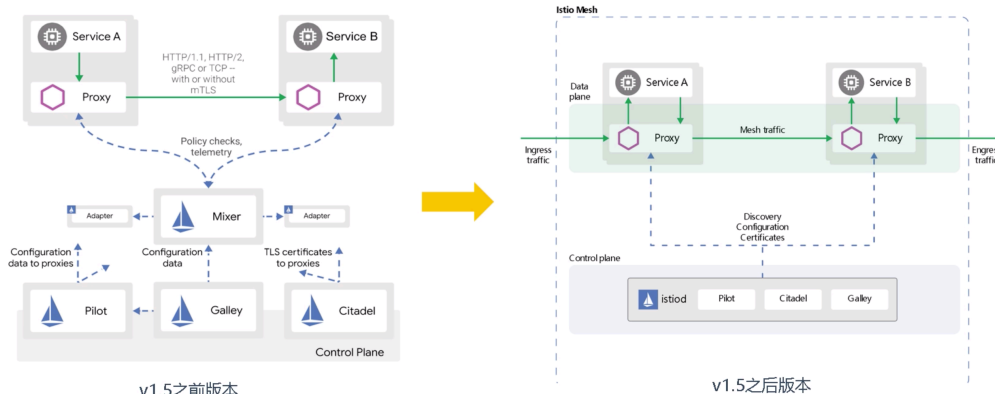 Service A
Service B
HTTP/1.1, HTTP/2,
gRPC or TCP --
with or without
mTLS
Proxy
Proxy
Policy checks,
telemetry
Adapter
Mixer
Adapter
Configuration
data to proxies
Configuration
data
TLS certificates
to proxies
Pilot
Galley
Citadel
Control Plane
v1.5之前版本
Istio Mesh
Data
plane
Service A
Service B
Ingress
traffic
Proxy
Mesh traffic
Proxy
Engress
traffic
Discovery
Configuration
Certificates
Control plane
istiod
Pilot
Citadel
Galley
v1.5之后版本